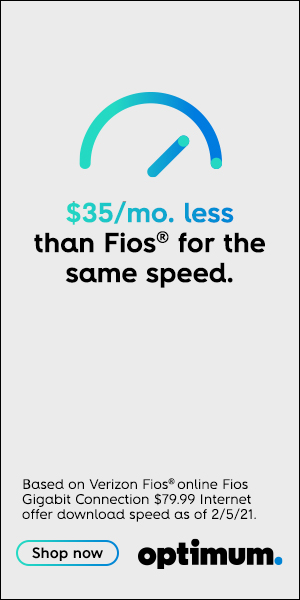 $35/mo. less
than Fios® for the
same speed.
Based on Verizon Fios® online Fios
Gigabit Connection $79.99 Internet
offer download speed as of 2/5/21.
Shop now
optimum.